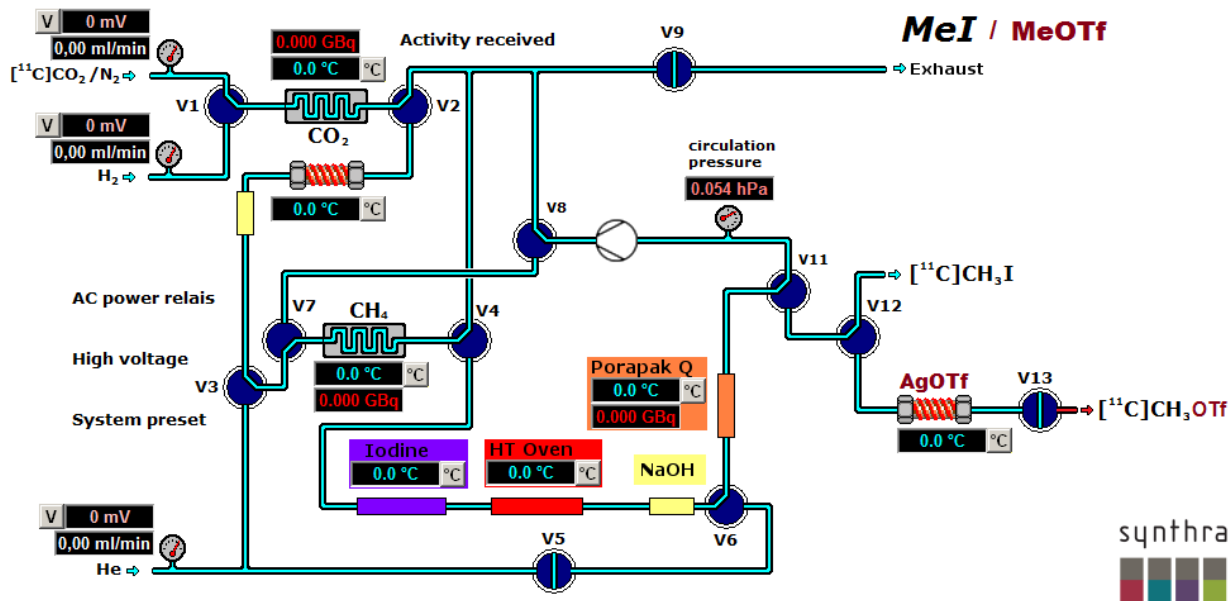 V 0 mV
0,00 ml/min
[¹¹C]CO₂/N₂
V1
0.000 GBq
0.0 °C °C
CO₂
Activity received
V2
V9
MeI / MeOTf
Exhaust
V 0 mV
0,00 ml/min
H₂
0.0 °C °C
circulation
pressure
0.054 hPa
V8
V11
[¹¹C]CH₃I
V12
AC power relais
High voltage
System preset
V7
CH₄
V4
V3
0.0 °C °C
0.000 GBq
Porapak Q
0.0 °C °C
0.000 GBq
AgOTf
V13
[¹¹C]CH₃OTf
0.0 °C °C
Iodine
0.0 °C °C
HT Oven
0.0 °C °C
NaOH
V6
V5
V 0 mV
0,00 ml/min
He
synthra